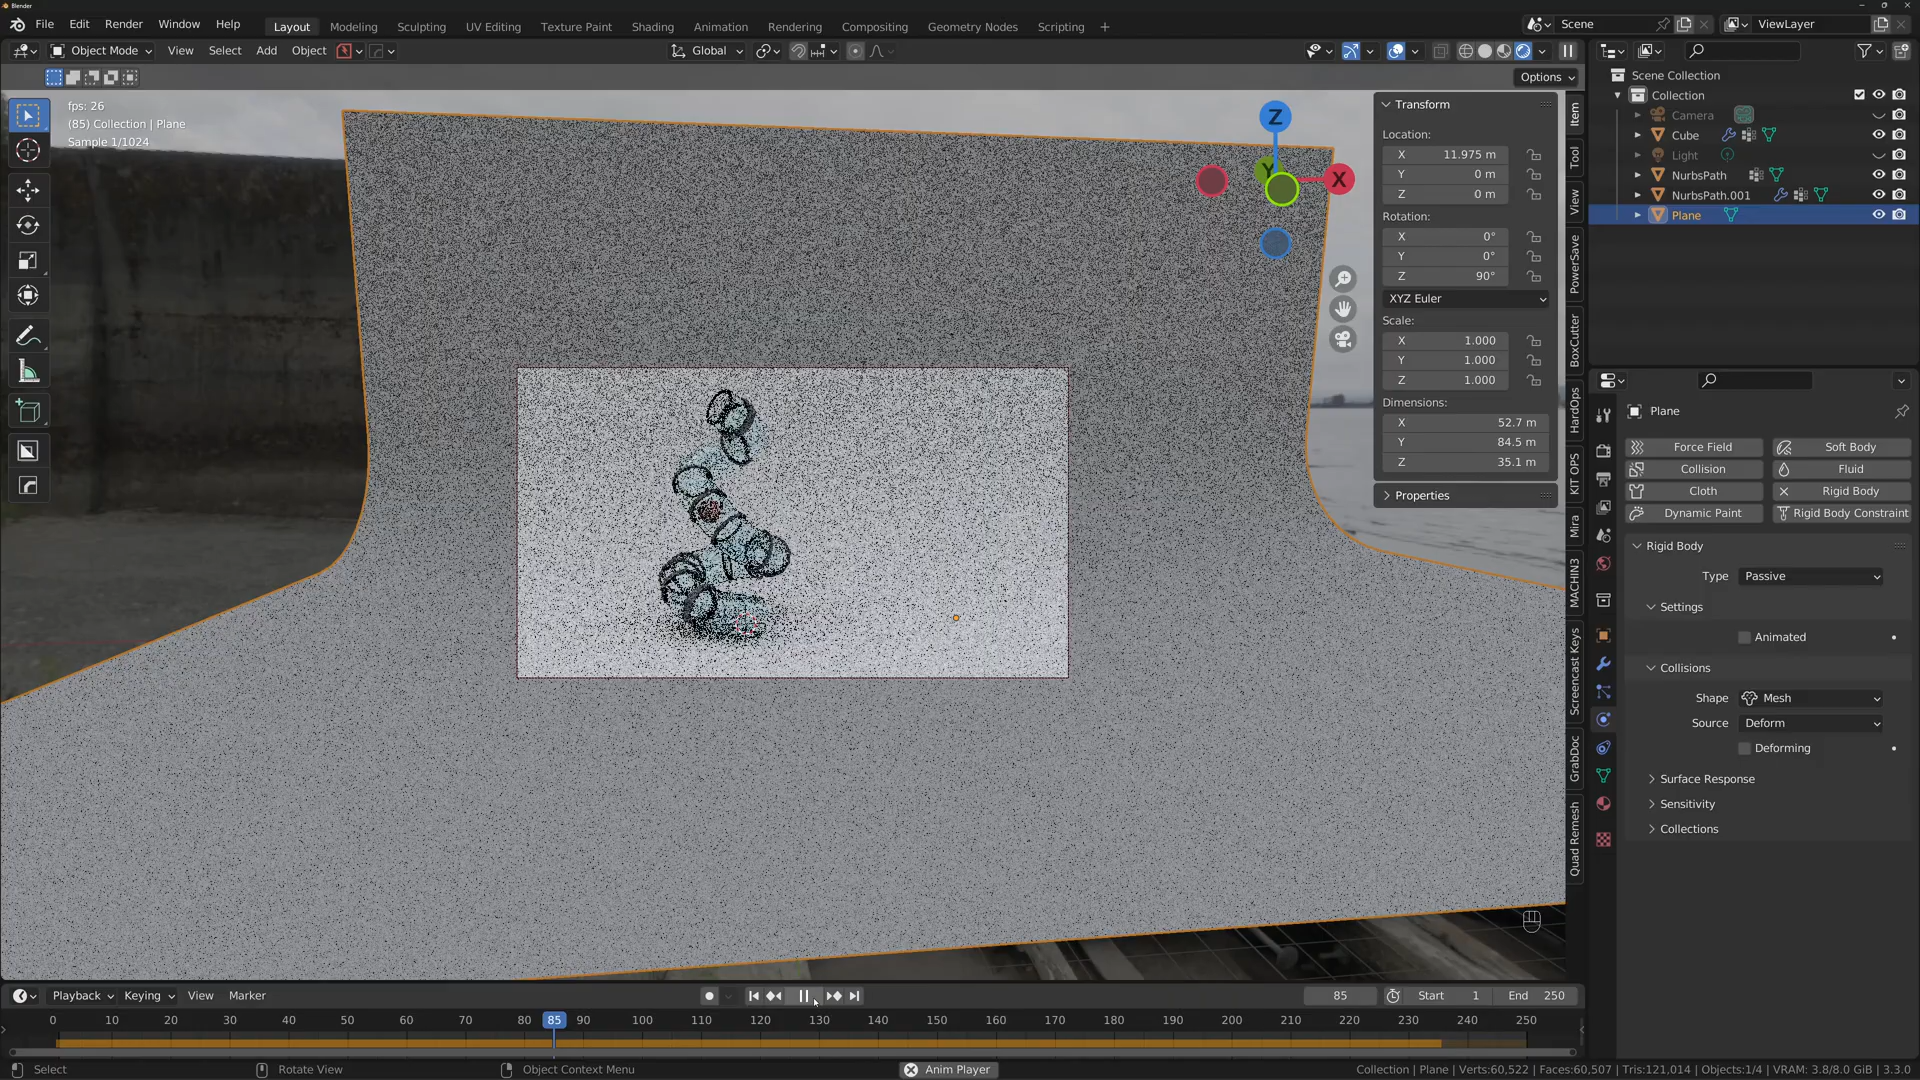 Blender
File Edit Render Window Help
Layout Modeling Sculpting UV Editing Texture Paint Shading Animation Rendering Compositing Geometry Nodes Scripting +
Scene
ViewLayer
Object Mode View Select Add Object
Global
Options
fps: 26
(85) Collection | Plane
Sample 1/1024
Z
Y
X
Transform
Location:
X 11.975 m
Y 0 m
Z 0 m
Rotation:
X 0°
Y 0°
Z 90°
XYZ Euler
Scale:
X 1.000
Y 1.000
Z 1.000
Dimensions:
X 52.7 m
Y 84.5 m
Z 35.1 m
Properties
Item
Tool
View
PowerSave
BoxCutter
HardOps
KIT OPS
Mira
MACHIN3
Screencast Keys
GrabDoc
Quad Remesh
Scene Collection
Collection
Camera
Cube
Light
NurbsPath
NurbsPath.001
Plane
Plane
Force Field Soft Body
Collision Fluid
Cloth Rigid Body
Dynamic Paint Rigid Body Constraint
Rigid Body
Type Passive
Settings
Animated
Collisions
Shape Mesh
Source Deform
Deforming
Surface Response
Sensitivity
Collections
Playback Keying View Marker
85 Start 1 End 250
0 10 20 30 40 50 60 70 80 85 90 100 110 120 130 140 150 160 170 180 190 200 210 220 230 240 250
Select Rotate View Object Context Menu Anim Player Collection | Plane | Verts:60,522 | Faces:60,507 | Tris:121,014 | Objects:1/4 | VRAM: 3.8/8.0 GiB | 3.3.0